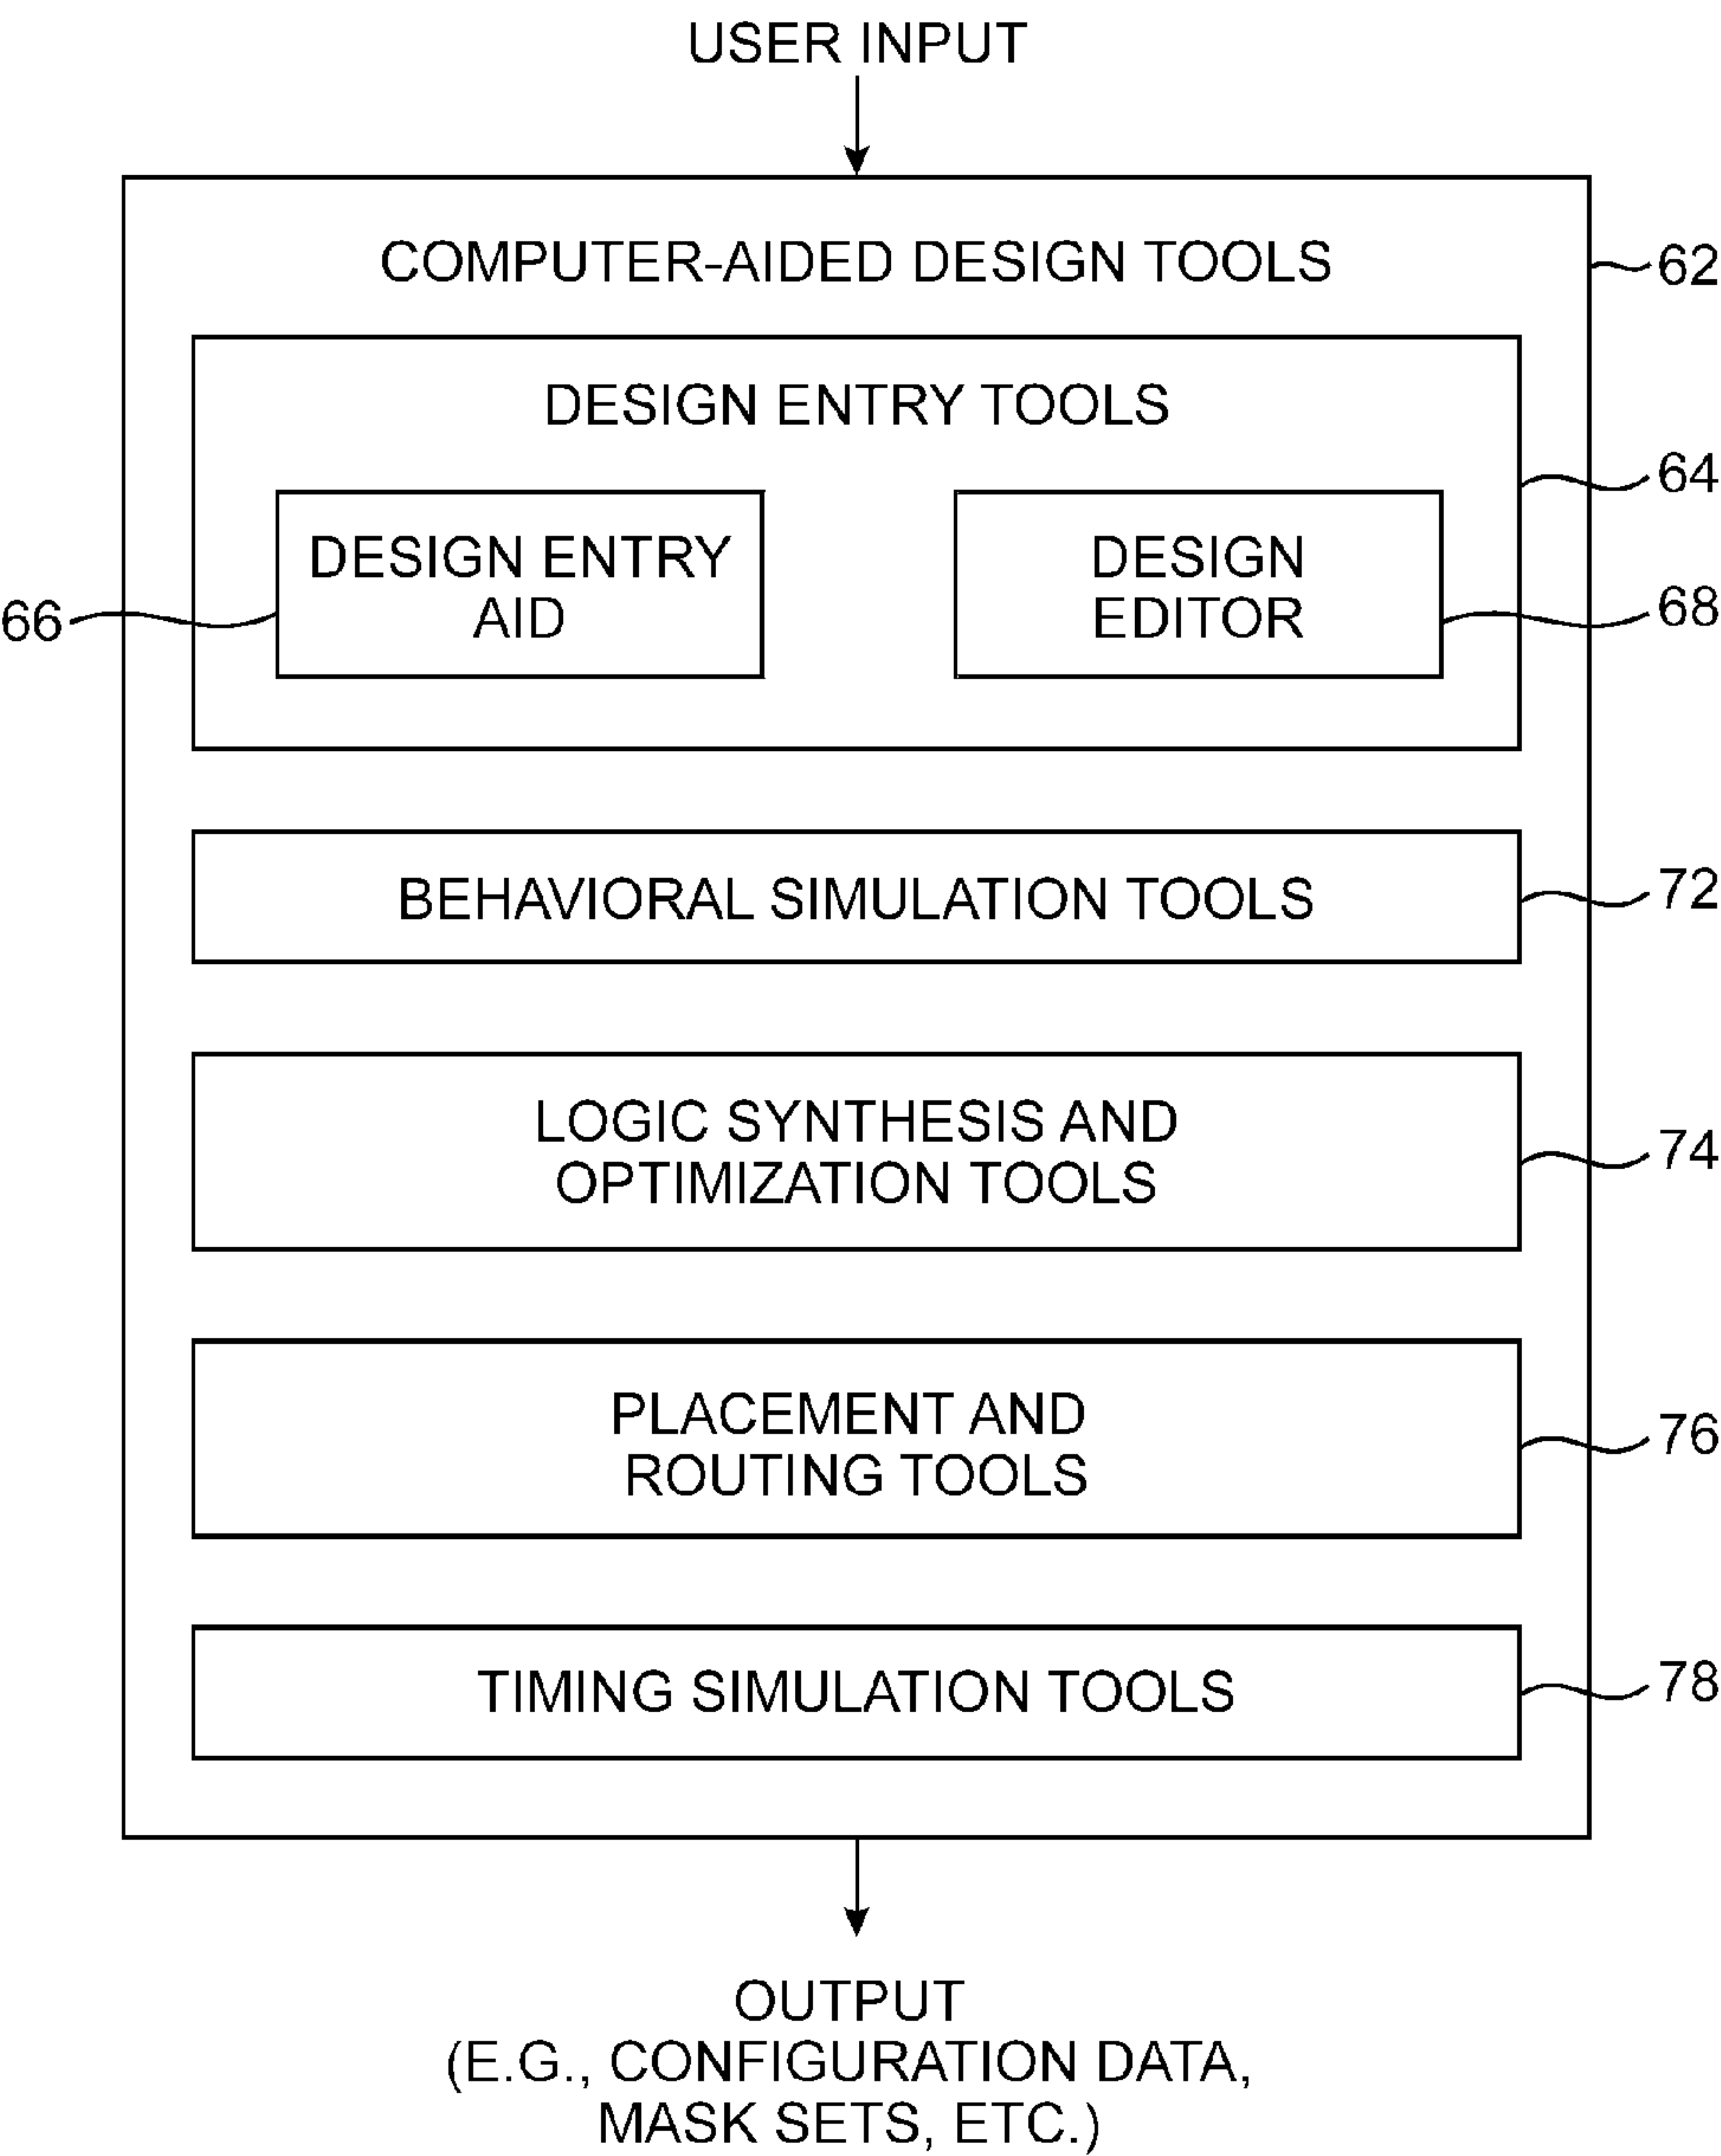 USER INPUT
COMPUTER-AIDED DESIGN TOOLS
62
DESIGN ENTRY TOOLS
64
DESIGN ENTRY
AID
66
DESIGN
EDITOR
68
BEHAVIORAL SIMULATION TOOLS
72
LOGIC SYNTHESIS AND
OPTIMIZATION TOOLS
74
PLACEMENT AND
ROUTING TOOLS
76
TIMING SIMULATION TOOLS
78
OUTPUT
(E.G., CONFIGURATION DATA,
MASK SETS, ETC.)